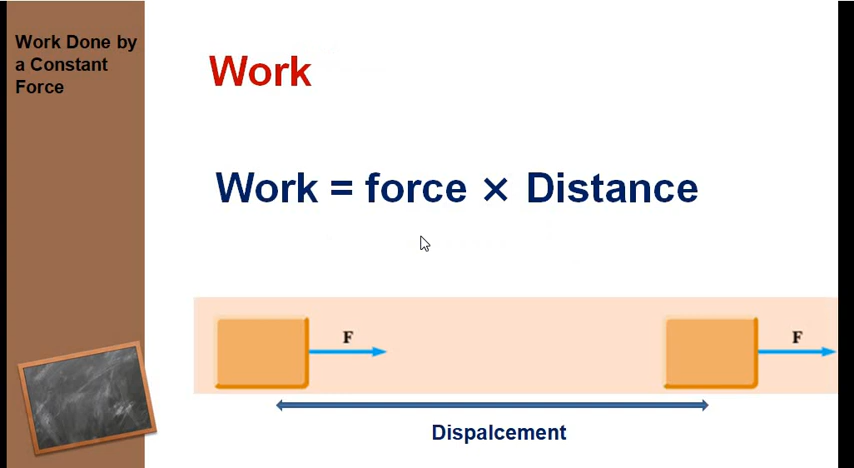 Work Done by
a Constant
Force
Work
Work = force × Distance
F
F
Dispalcement